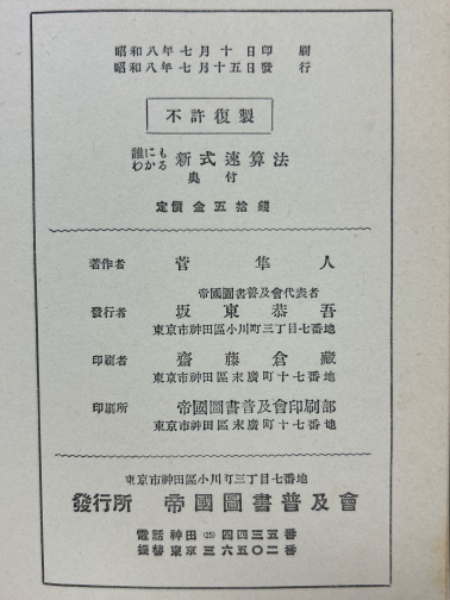 昭和八年七月十日印刷
昭和八年七月十五日發行
不許復製
誰にも
わかる
新式速算法
奥付
定價金五拾錢
著作者 菅隼人
帝國圖書普及會代表者
發行者 坂東恭吾
東京市神田區小川町三丁目七番地
印刷者 齋藤倉藏
東京市神田區末廣町十七番地
印刷所 帝國圖書普及會印刷部
東京市神田區末廣町十七番地
東京市神田區小川町三丁目七番地
發行所 帝國圖書普及會
電話神田(25)四四三五番
振替東京三六五〇二番